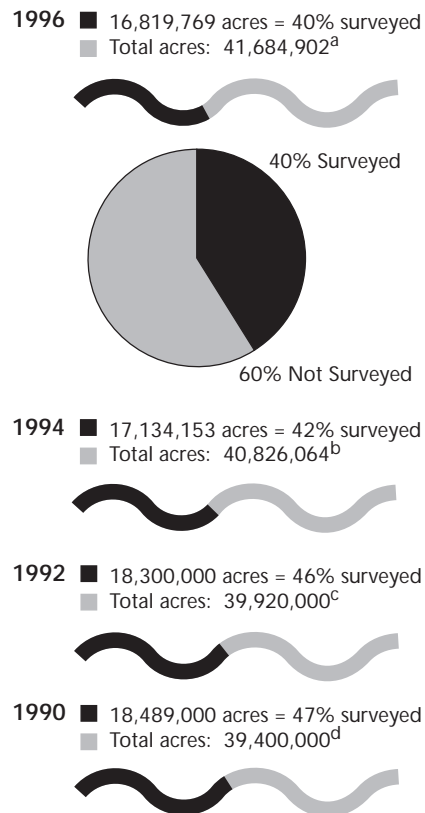 1996 ■ 16,819,769 acres = 40% surveyed
■ Total acres: 41,684,902a
40% Surveyed
60% Not Surveyed
1994 ■ 17,134,153 acres = 42% surveyed
■ Total acres: 40,826,064b
1992 ■ 18,300,000 acres = 46% surveyed
■ Total acres: 39,920,000c
1990 ■ 18,489,000 acres = 47% surveyed
■ Total acres: 39,400,000d